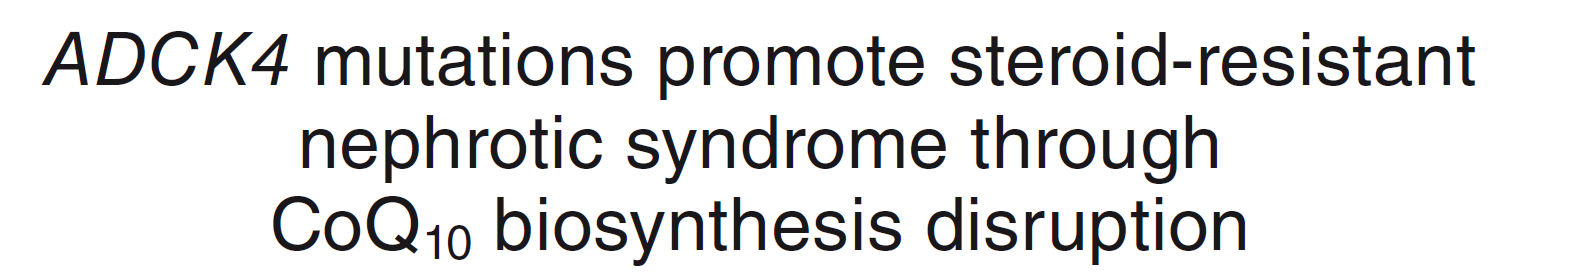 ADCK4 mutations promote steroid-resistant
nephrotic syndrome through
CoQ10 biosynthesis disruption